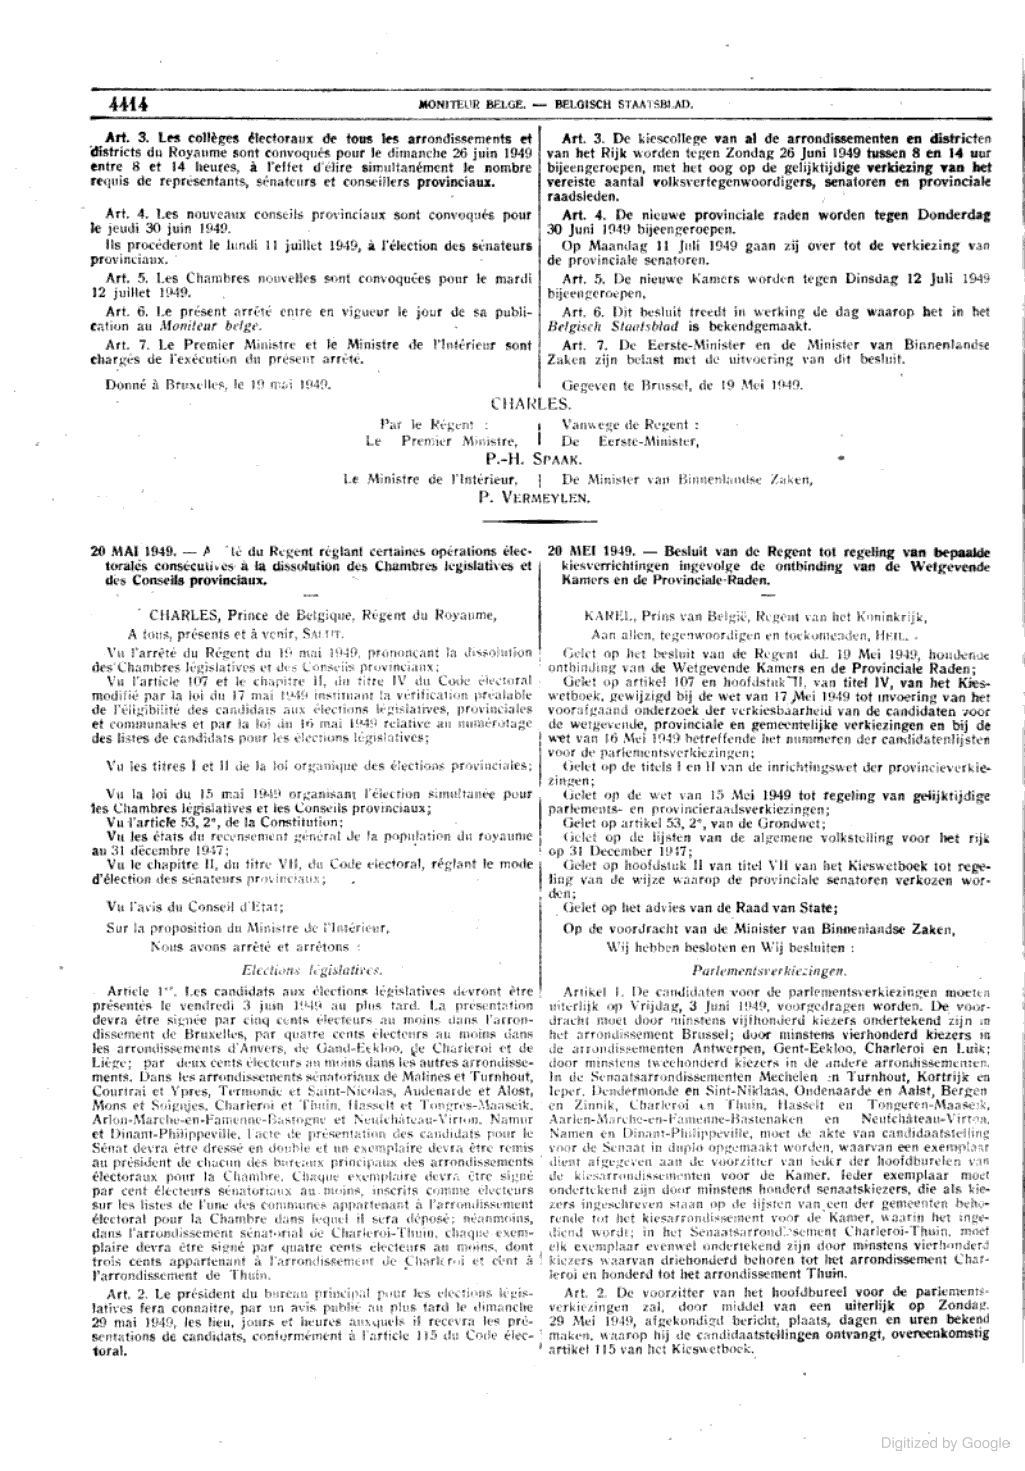 4414
MONITEUR BELGE. — BELGISCH STAATSBLAD.
Art. 3. Les collèges électoraux de tous les arrondissements et
districts du Royaume sont convoqués pour le dimanche 26 juin 1949
entre 8 et 14 heures, à l'effet d'élire simultanément le nombre
requis de représentants, sénateurs et conseillers provinciaux.
Art. 4. Les nouveaux conseils provinciaux sont convoqués pour
le jeudi 30 juin 1949.
Ils procéderont le lundi 11 juillet 1949, à l'élection des sénateurs
provinciaux.
Art. 5. Les Chambres nouvelles sont convoquées pour le mardi
12 juillet 1949.
Art. 6. Le présent arrêté entre en vigueur le jour de sa publi-
cation au Moniteur belge.
Art. 7. Le Premier Ministre et le Ministre de l'Intérieur sont
chargés de l'exécution du présent arrêté.
Donné à Bruxelles, le 19 mai 1949.
Art. 3. De kiescollege van al de arrondissementen en districten
van het Rijk worden tegen Zondag 26 Juni 1949 tussen 8 en 14 uur
bijeengeroepen, met het oog op de gelijktijdige verkiezing van het
vereiste aantal volksvertegenwoordigers, senatoren en provinciale
raadsleden.
Art. 4. De nieuwe provinciale raden worden tegen Donderdag
30 Juni 1949 bijeengeroepen.
Op Maandag 11 Juli 1949 gaan zij over tot de verkiezing van
de provinciale senatoren.
Art. 5. De nieuwe Kamers worden tegen Dinsdag 12 Juli 1949
bijeengeroepen.
Art. 6. Dit besluit treedt in werking de dag waarop het in het
Belgisch Staatsblad is bekendgemaakt.
Art. 7. De Eerste-Minister en de Minister van Binnenlandse
Zaken zijn belast met de uitvoering van dit besluit.
Gegeven te Brussel, de 19 Mei 1949.
CHARLES.
Par le Régent :
Le Premier Ministre,
Vanwege de Regent :
De Eerste-Minister,
P.-H. SPAAK.
Le Ministre de l'Intérieur,
De Minister van Binnenlandse Zaken,
P. VERMEYLEN.
20 MAI 1949. — A té du Regent réglant certaines opérations élec-
torales consécutives à la dissolution des Chambres législatives et
des Conseils provinciaux.
CHARLES, Prince de Belgique, Régent du Royaume,
A tous, présents et à venir, SALUT.
Vu l'arrêté du Régent du 19 mai 1949, prononçant la dissolution
des Chambres législatives et des Conseils provinciaux;
Vu l'article 107 et le chapitre II, du titre IV du Code électoral
modifié par la loi du 17 mai 1949 instituant la vérification préalable
de l'éligibilité des candidats aux élections législatives, provinciales
et communales et par la loi du 16 mai 1949 relative au numérotage
des listes de candidats pour les élections législatives;
Vu les titres I et II de la loi organique des élections provinciales;
Vu la loi du 15 mai 1949 organisant l'élection simultanée pour
les Chambres législatives et les Conseils provinciaux;
Vu l'article 53, 2°, de la Constitution;
Vu les états du recensement général de la population du royaume
au 31 décembre 1947;
Vu le chapitre II, du titre VII, du Code electoral, réglant le mode
d'élection des sénateurs provinciaux;
Vu l'avis du Conseil d'Etat;
Sur la proposition du Ministre de l'Intérieur,
Nous avons arrêté et arrêtons :
Elections législatives.
Article 1er. Les candidats aux élections législatives devront être
présentés le vendredi 3 juin 1949 au plus tard. La présentation
devra être signée par cinq cents électeurs au moins dans l'arron-
dissement de Bruxelles, par quatre cents électeurs au moins dans
les arrondissements d'Anvers, de Gand-Eekloo, de Charleroi et de
Liège; par deux cents électeurs au moins dans les autres arrondisse-
ments. Dans les arrondissements sénatoriaux de Malines et Turnhout,
Courtrai et Ypres, Termonde et Saint-Nicolas, Audenarde et Alost,
Mons et Soignies, Charleroi et Thuin, Hasselt et Tongres-Maaseik,
Arlon-Marche-en-Famenne-Bastogne et Neufchâteau-Virton, Namur
et Dinant-Philippeville, l'acte de présentation des candidats pour le
Sénat devra être dressé en double et un exemplaire devra être remis
au président de chacun des bureaux principaux des arrondissements
électoraux pour la Chambre. Chaque exemplaire devra être signé
par cent électeurs sénatoriaux au moins, inscrits comme électeurs
sur les listes de l'une des communes appartenant à l'arrondissement
électoral pour la Chambre dans lequel il sera déposé; néanmoins,
dans l'arrondissement sénatorial de Charleroi-Thuin, chaque exem-
plaire devra être signé par quatre cents électeurs au moins, dont
trois cents appartenant à l'arrondissement de Charleroi et cent à
l'arrondissement de Thuin.
Art. 2. Le président du bureau principal pour les elections légis-
latives fera connaître, par un avis publié au plus tard le dimanche
29 mai 1949, les lieu, jours et heures auxquels il recevra les pré-
sentations de candidats, conformément à l'article 115 du Code élec-
toral.
20 MEI 1949. — Besluit van de Regent tot regeling van bepaalde
kiesverrichtingen ingevolge de ontbinding van de Wetgevende
Kamers en de Provinciale-Raden.
KAREL, Prins van België, Regent van het Koninkrijk,
Aan allen, tegenwoordigen en toekomenden, HEIL.
Gelet op het besluit van de Regent dd. 19 Mei 1949, houdende
ontbinding van de Wetgevende Kamers en de Provinciale Raden;
Gelet op artikel 107 en hoofdstuk II, van titel IV, van het Kies-
wetboek, gewijzigd bij de wet van 17 Mei 1949 tot invoering van het
voorafgaand onderzoek der verkiesbaarheid van de candidaten voor
de wetgevende, provinciale en gemeentelijke verkiezingen en bij de
wet van 16 Mei 1949 betreffende het nummeren der candidatenlijsten
voor de parlementsverkiezingen;
Gelet op de titels I en II van de inrichtingswet der provincieverkie-
zingen;
Gelet op de wet van 15 Mei 1949 tot regeling van gelijktijdige
parlements- en provincieraadsverkiezingen;
Gelet op artikel 53, 2°, van de Grondwet;
Gelet op de lijsten van de algemene volkstelling voor het rijk
op 31 December 1947;
Gelet op hoofdstuk II van titel VII van het Kieswetboek tot rege-
ling van de wijze waarop de provinciale senatoren verkozen wor-
den;
Gelet op het advies van de Raad van State;
Op de voordracht van de Minister van Binnenlandse Zaken,
Wij hebben besloten en Wij besluiten :
Parlementsverkiezingen.
Artikel 1. De candidaten voor de parlementsverkiezingen moeten
uiterlijk op Vrijdag, 3 Juni 1949, voorgedragen worden. De voor-
dracht moet door minstens vijfhonderd kiezers ondertekend zijn in
het arrondissement Brussel; door minstens vierhonderd kiezers in
de arrondissementen Antwerpen, Gent-Eekloo, Charleroi en Luik;
door minstens tweehonderd kiezers in de andere arrondissementen.
In de Senaatsarrondissementen Mechelen en Turnhout, Kortrijk en
Ieper, Dendermonde en Sint-Niklaas, Oudenaarde en Aalst, Bergen
en Zinnik, Charleroi en Thuin, Hasselt en Tongeren-Maaseik,
Aarlen-Marche-en-Famenne-Bastenaken en Neufchâteau-Virton,
Namen en Dinant-Philippeville, moet de akte van candidaatstelling
voor de Senaat in duplo opgemaakt worden, waarvan een exemplaar
dient afgegeven aan de voorzitter van ieder der hoofdburelen van
de kiesarrondissementen voor de Kamer. Ieder exemplaar moet
ondertekend zijn door minstens honderd senaatskiezers, die als kie-
zers ingeschreven staan op de lijsten van een der gemeenten beho-
rende tot het kiesarrondissement voor de Kamer, waarin het inge-
diend wordt; in het Senaatsarrondissement Charleroi-Thuin, moet
elk exemplaar evenwel ondertekend zijn door minstens vierhonderd
kiezers waarvan driehonderd behoren tot het arrondissement Char-
leroi en honderd tot het arrondissement Thuin.
Art. 2. De voorzitter van het hoofdbureel voor de parlements-
verkiezingen zal, door middel van een uiterlijk op Zondag,
29 Mei 1949, afgekondigd bericht, plaats, dagen en uren bekend
maken, waarop hij de candidaatstellingen ontvangt, overeenkomstig
artikel 115 van het Kieswetboek.
Digitized by Google